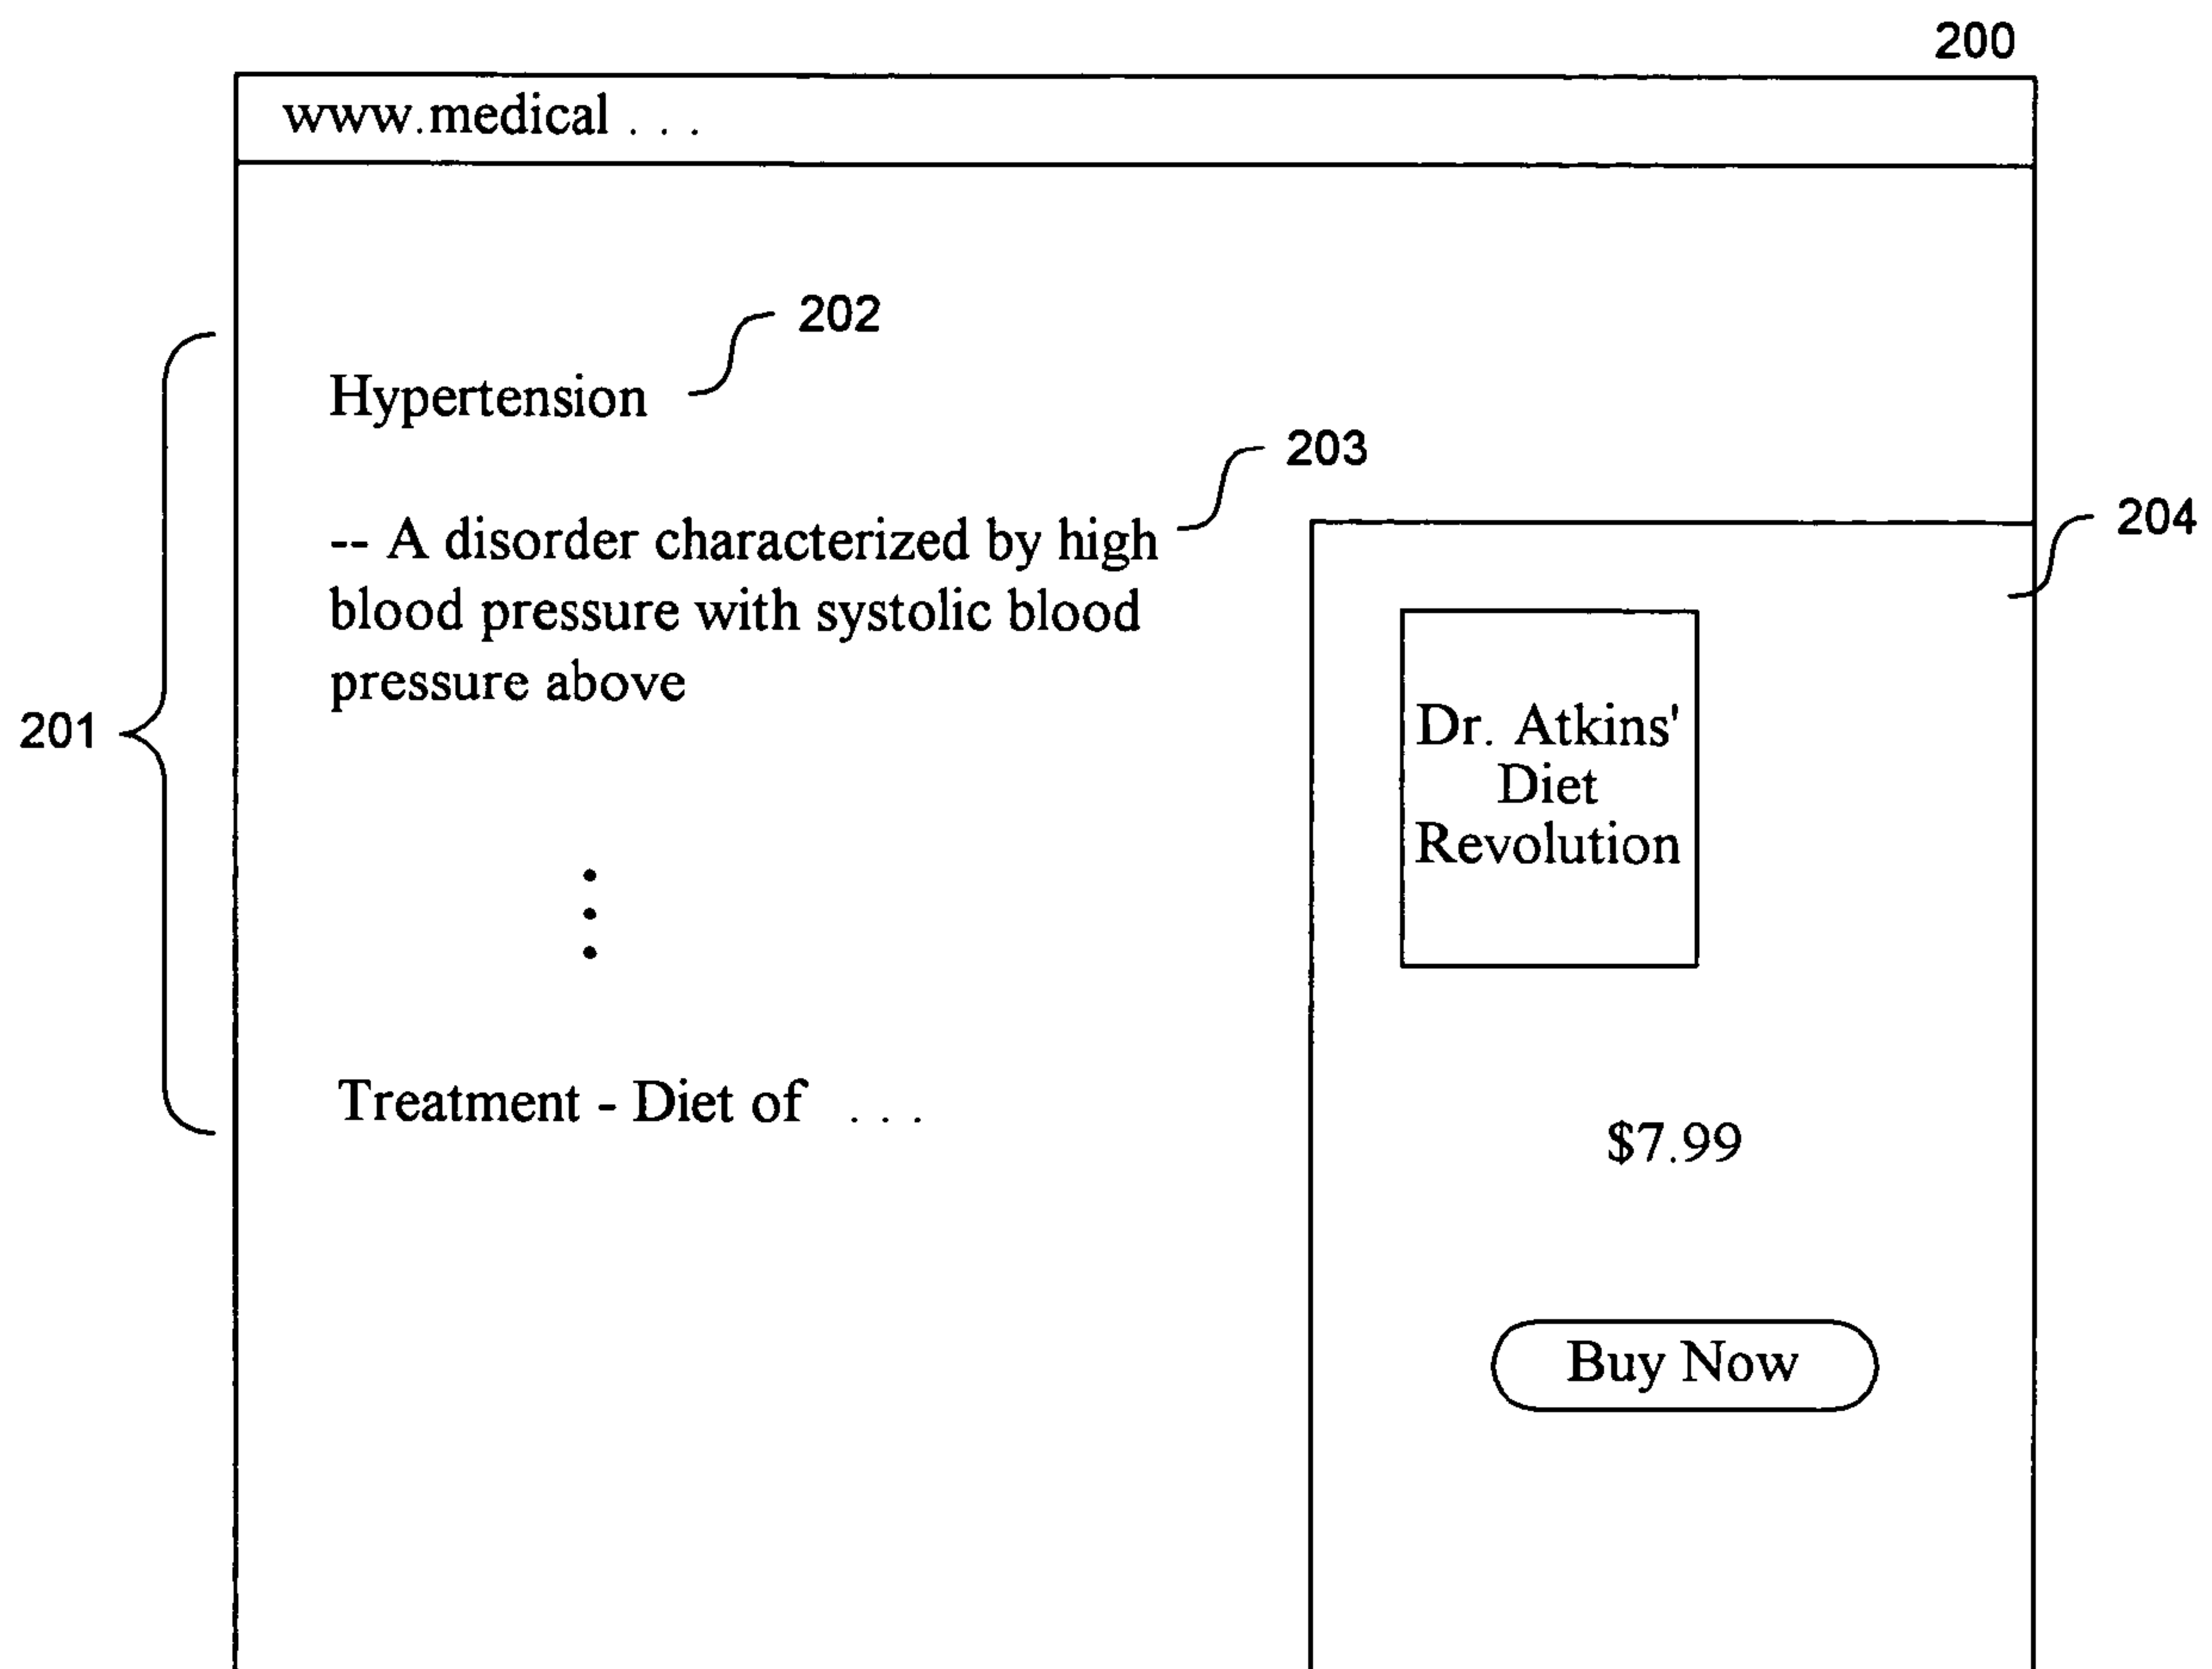 200
www.medical . . .
202
Hypertension
203
-- A disorder characterized by high
blood pressure with systolic blood
pressure above
204
201
Dr. Atkins'
Diet
Revolution
Treatment - Diet of . . .
$7.99
Buy Now